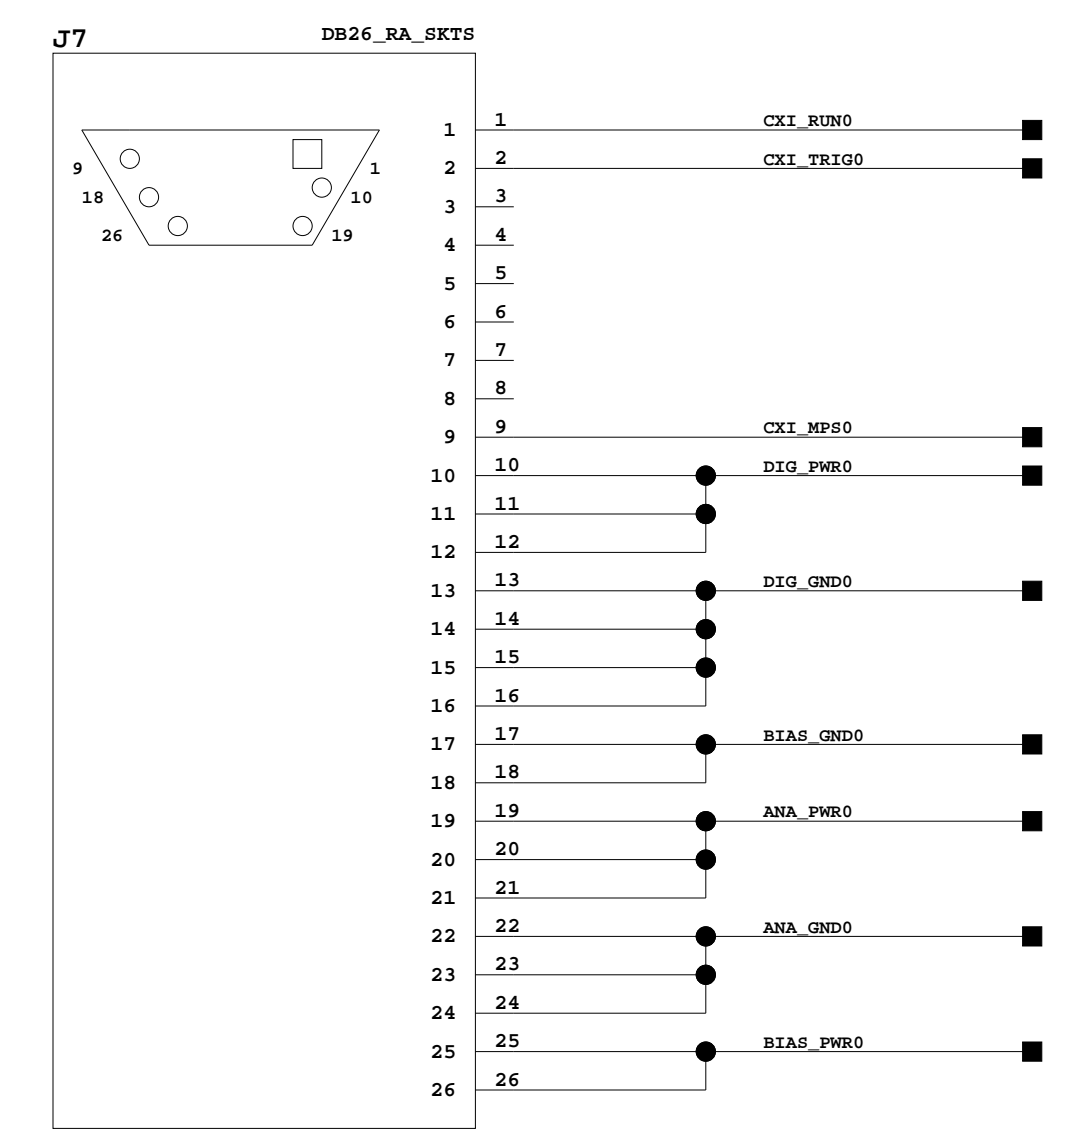 J7 DB26_RA_SKTS
1 1 CXI_RUN0
9 1 2 2 CXI_TRIG0
18 10 3 3
26 19 4 4
5 5
6 6
7 7
8 8
9 9 CXI_MPS0
10 10 DIG_PWR0
11 11
12 12
13 13 DIG_GND0
14 14
15 15
16 16
17 17 BIAS_GND0
18 18
19 19 ANA_PWR0
20 20
21 21
22 22 ANA_GND0
23 23
24 24
25 25 BIAS_PWR0
26 26